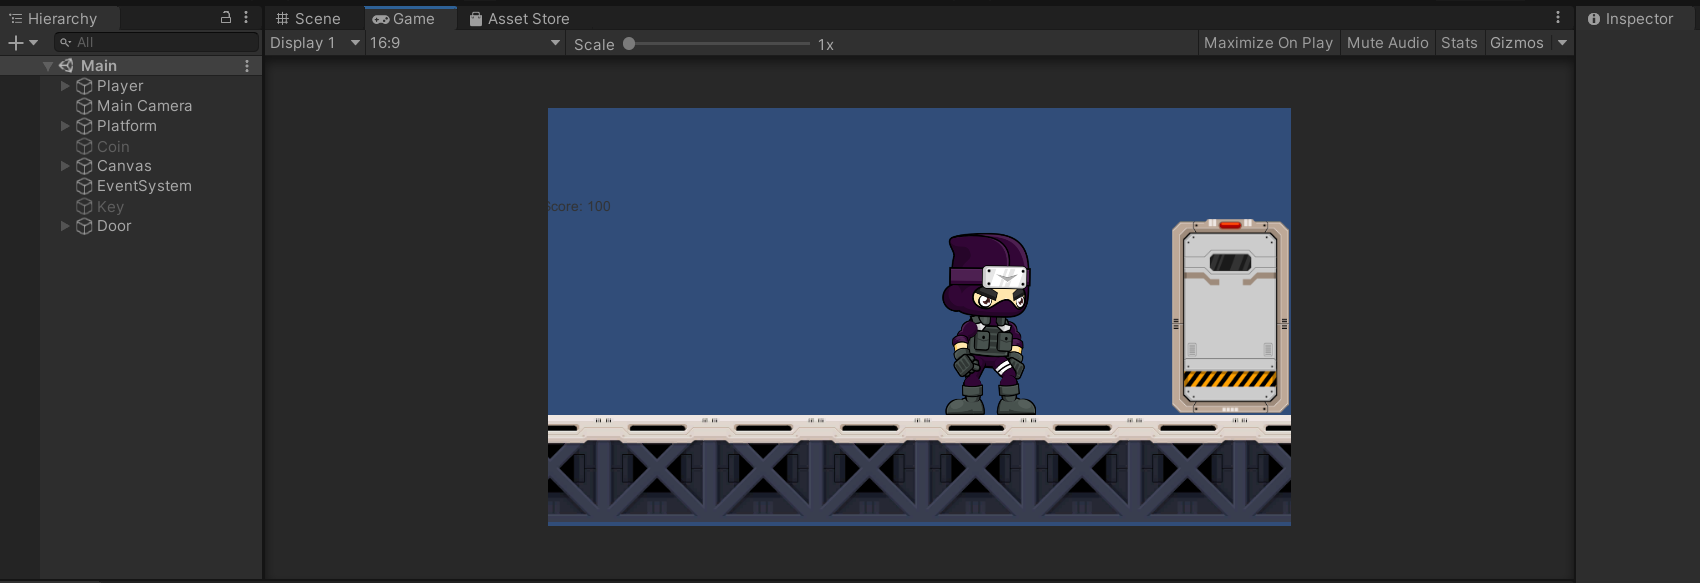 Hierarchy
All
Main
Player
Main Camera
Platform
Coin
Canvas
EventSystem
Key
Door
Scene Game Asset Store
Display 1 16:9 Scale 1x Maximize On Play Mute Audio Stats Gizmos
Score: 100
Inspector